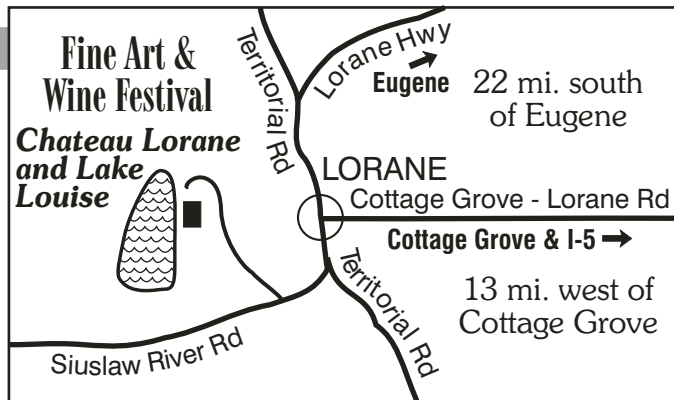 Fine Art &
Wine Festival
Chateau Lorane
and Lake
Louise
Territorial Rd
Lorane Hwy
Eugene
22 mi. south
of Eugene
LORANE
Cottage Grove - Lorane Rd
Cottage Grove & I-5
13 mi. west of
Cottage Grove
Territorial Rd
Siuslaw River Rd